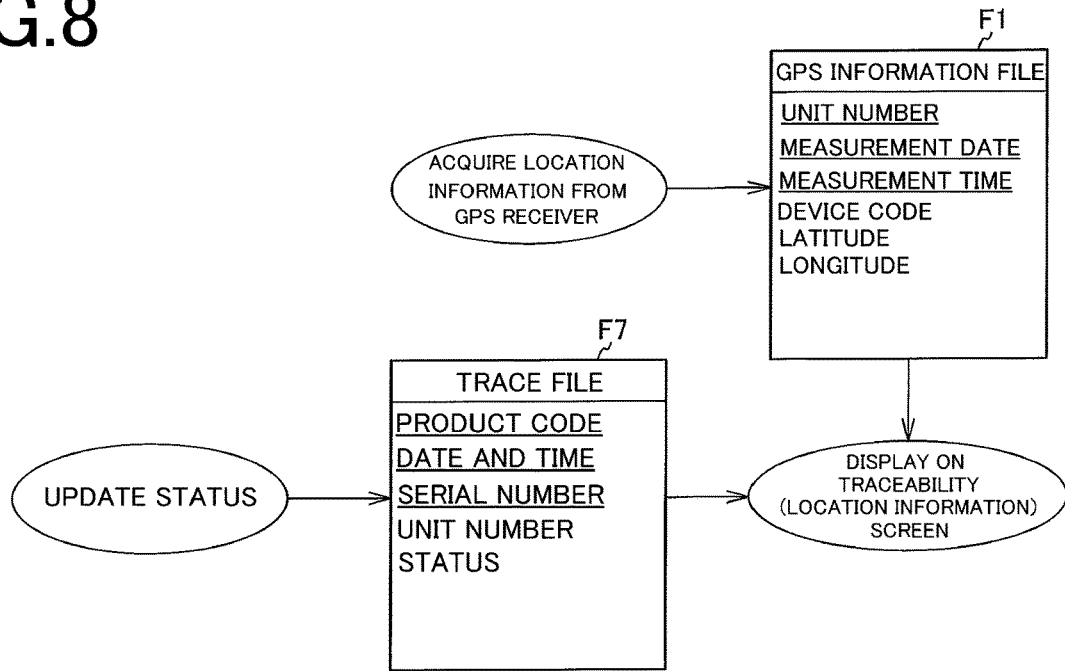 G.8
F1
GPS INFORMATION FILE
UNIT NUMBER
MEASUREMENT DATE
MEASUREMENT TIME
DEVICE CODE
LATITUDE
LONGITUDE
ACQUIRE LOCATION
INFORMATION FROM
GPS RECEIVER
F7
TRACE FILE
PRODUCT CODE
DATE AND TIME
SERIAL NUMBER
UNIT NUMBER
STATUS
UPDATE STATUS
DISPLAY ON
TRACEABILITY
(LOCATION INFORMATION)
SCREEN